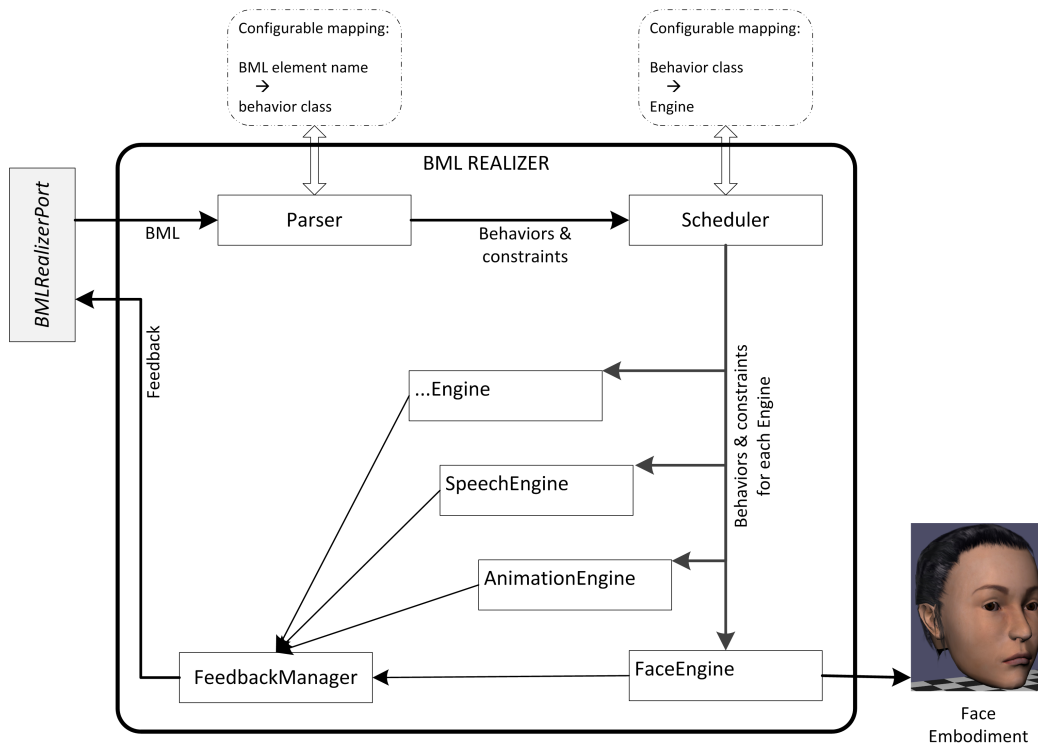 Configurable mapping:
BML element name
→
behavior class
Configurable mapping:
Behavior class
→
Engine
BML REALIZER
BMLRealizerPort
BML
Parser
Behaviors &
constraints
Scheduler
Feedback
Behaviors & constraints
for each Engine
...Engine
SpeechEngine
AnimationEngine
FeedbackManager
FaceEngine
Face
Embodiment